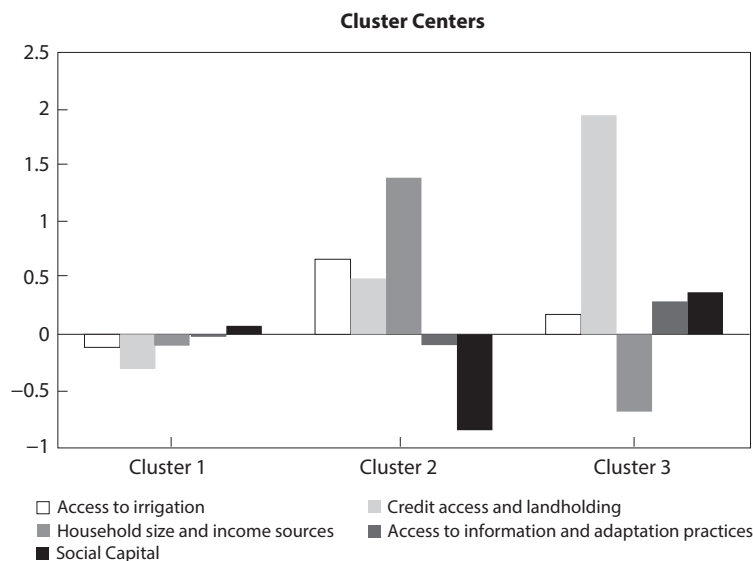 Cluster Centers
2.5
2
1.5
1
0.5
0
−0.5
−1
Cluster 1 Cluster 2 Cluster 3
Access to irrigation Credit access and landholding
Household size and income sources Access to information and adaptation practices
Social Capital